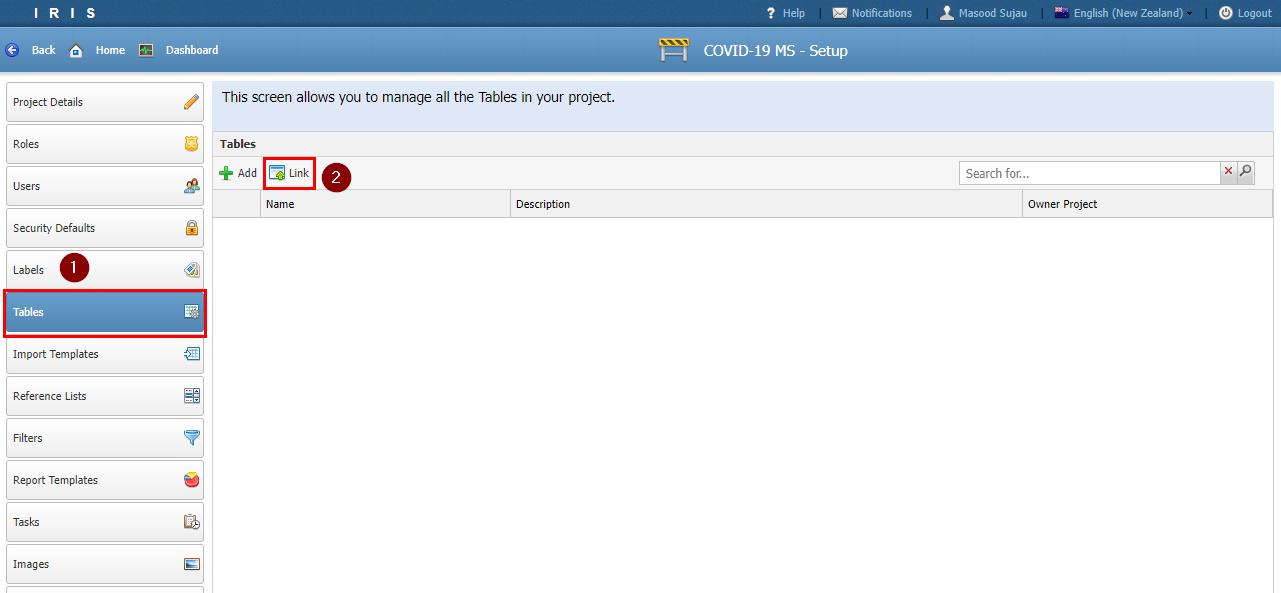 I R I S
? Help | Notifications | Masood Sujau | English (New Zealand) | Logout
Back Home Dashboard COVID-19 MS - Setup
Project Details
Roles
Users
Security Defaults
Labels 1
Tables
Import Templates
Reference Lists
Filters
Report Templates
Tasks
Images
This screen allows you to manage all the Tables in your project.
Tables
Add Link 2 Search for...
Name Description Owner Project